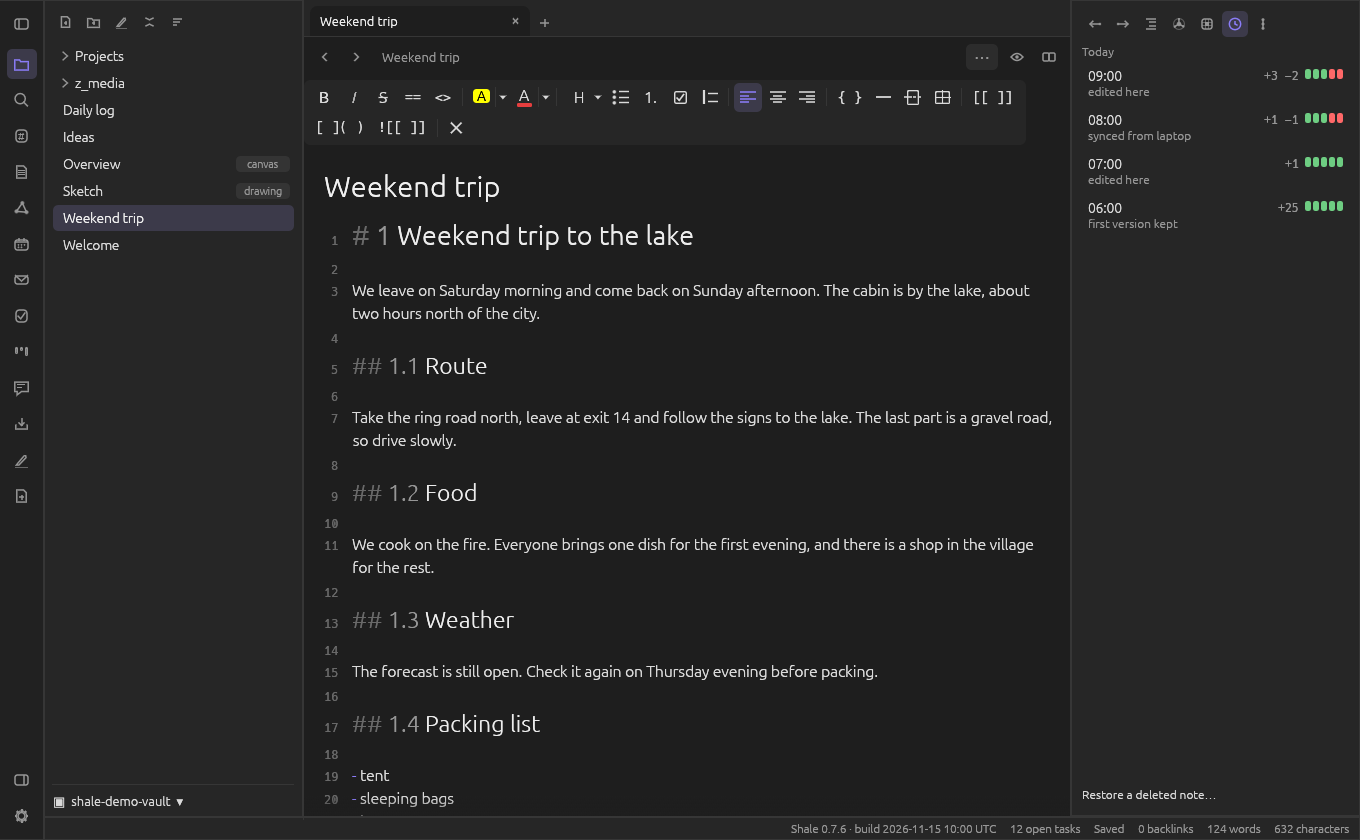 Projects
z_media
Daily log
Ideas
Overview canvas
Sketch drawing
Weekend trip
Welcome
shale-demo-vault ▾
Weekend trip × +
Weekend trip ...
B I S == <> A A H 1. { } — [[ ]]
[ ]( ) ![[ ]] ✕
Weekend trip
1 # 1 Weekend trip to the lake
2
3 We leave on Saturday morning and come back on Sunday afternoon. The cabin is by the lake, about
two hours north of the city.
4
5 ## 1.1 Route
6
7 Take the ring road north, leave at exit 14 and follow the signs to the lake. The last part is a gravel road,
so drive slowly.
8
9 ## 1.2 Food
10
11 We cook on the fire. Everyone brings one dish for the first evening, and there is a shop in the village
for the rest.
12
13 ## 1.3 Weather
14
15 The forecast is still open. Check it again on Thursday evening before packing.
16
17 ## 1.4 Packing list
18
19 - tent
20 - sleeping bags
Today
09:00 +3 −2
edited here
08:00 +1 −1
synced from laptop
07:00 +1
edited here
06:00 +25
first version kept
Restore a deleted note…
Shale 0.7.6 · build 2026-11-15 10:00 UTC 12 open tasks Saved 0 backlinks 124 words 632 characters